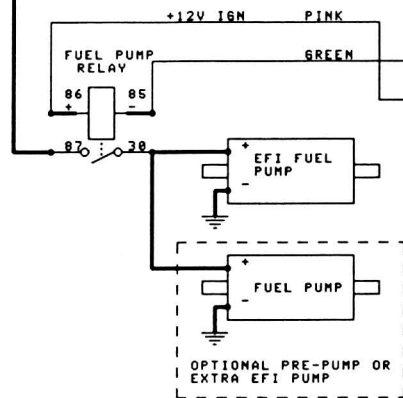 +12V IGN PINK
FUEL PUMP
RELAY
GREEN
86 85
+ -
87 30
+
EFI FUEL
PUMP
-
+
FUEL PUMP
-
OPTIONAL PRE-PUMP OR
EXTRA EFI PUMP